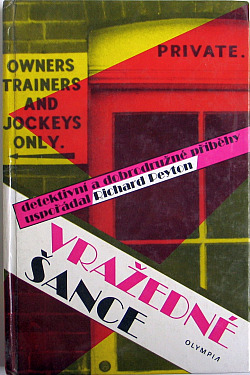 PRIVATE.
OWNERS
TRAINERS
AND
JOCKEYS
ONLY.
detektivní a dobrodružné příběhy
uspořádal Richard Peyton
VRAŽEDNÉ
ŠANCE
OLYMPIA